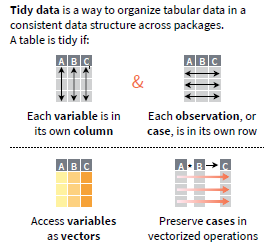 Tidy data is a way to organize tabular data in a
consistent data structure across packages.
A table is tidy if:
A B C
&
A B C
Each variable is in
its own column
Each observation, or
case, is in its own row
A B C
A * B → C
Access variables
as vectors
Preserve cases in
vectorized operations